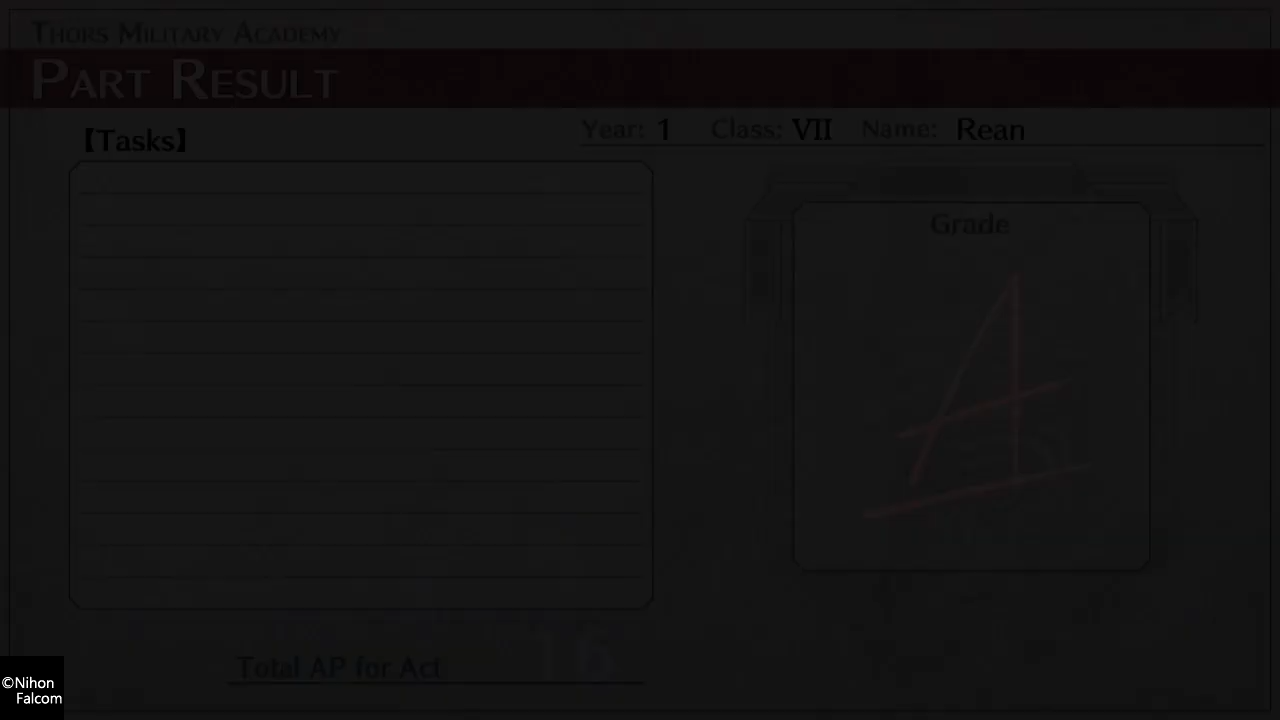 THORS MILITARY ACADEMY
PART RESULT
Year: 1 Class: VII Name: Rean
【Tasks】
Grade
A
Total AP for Act 16
©Nihon
Falcom